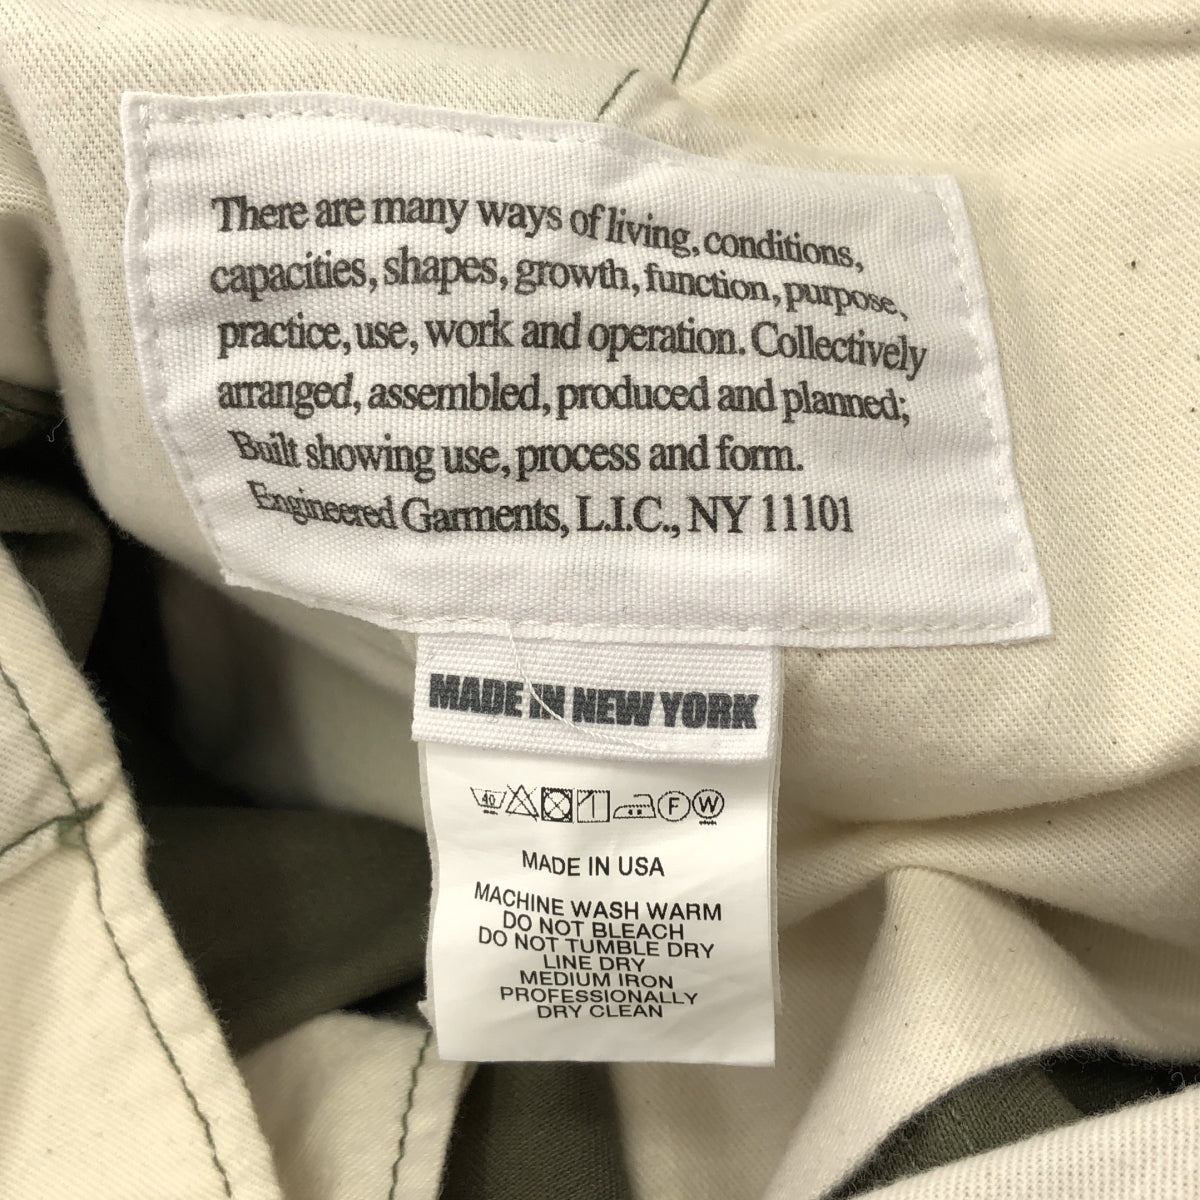 There are many ways of living, conditions,
capacities, shapes, growth, function, purpose,
practice, use, work and operation. Collectively
arranged, assembled, produced and planned;
Built showing use, process and form.
Engineered Garments, L.I.C., NY 11101
MADE IN NEW YORK
40 F W
MADE IN USA
MACHINE WASH WARM
DO NOT BLEACH
DO NOT TUMBLE DRY
LINE DRY
MEDIUM IRON
PROFESSIONALLY
DRY CLEAN